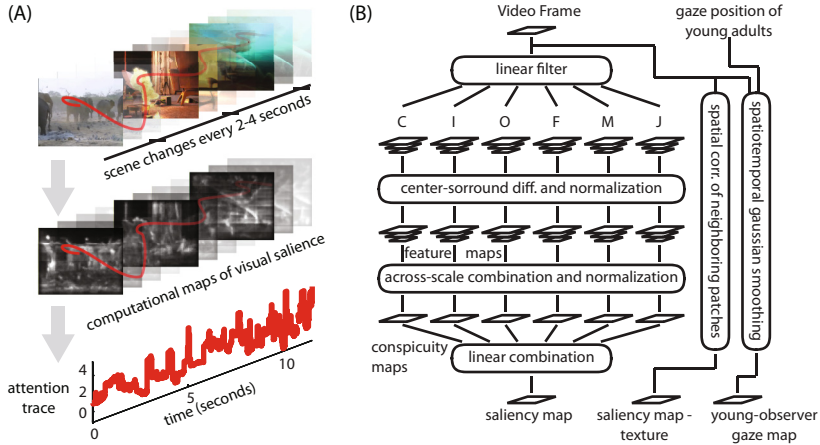 (A)
scene changes every 2-4 seconds
computational maps of visual salience
4
2
0
attention
trace
0
5
10
time (seconds)
(B)
Video Frame
gaze position of
young adults
linear filter
C I O F M J
center-sorround diff. and normalization
feature maps
across-scale combination and normalization
conspicuity
maps
linear combination
saliency map
spatial corr. of neighboring
patches
spatiotemporal gaussian smoothing
saliency map -
texture
young-observer
gaze map